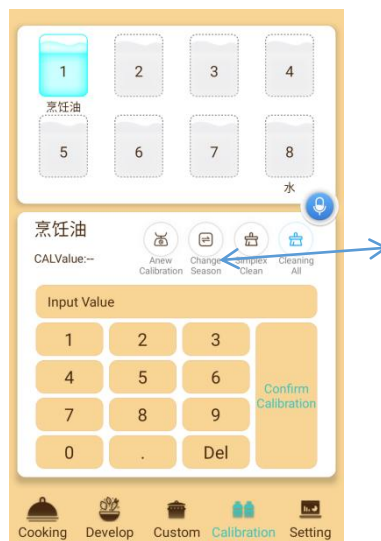 1
2
3
4
烹饪油
5
6
7
8
水
烹饪油
CALValue:--
Anew
Calibration
Change
Season
Simplex
Clean
Cleaning
All
Input Value
1
2
3
4
5
6
Confirm
Calibration
7
8
9
0
.
Del
Cooking
Develop
Custom
Calibration
Setting